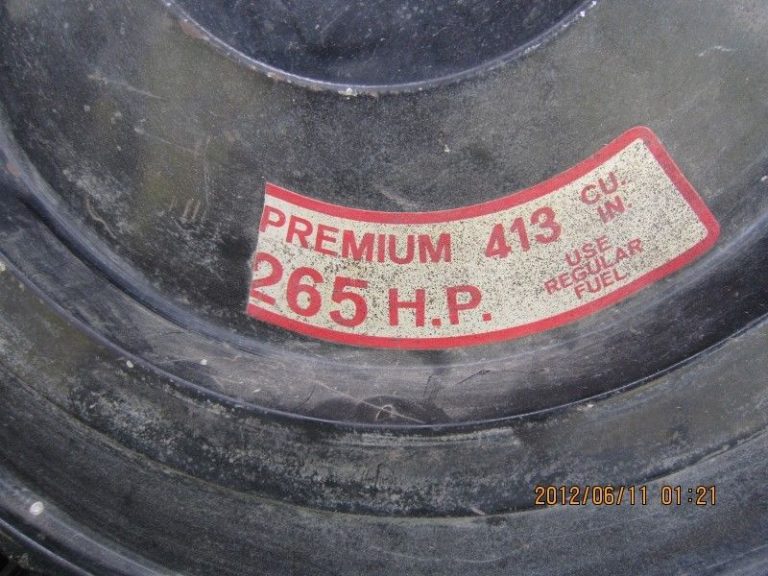 PREMIUM 413 CU. IN.
265 H.P. USE REGULAR FUEL
2012/06/11 01:21